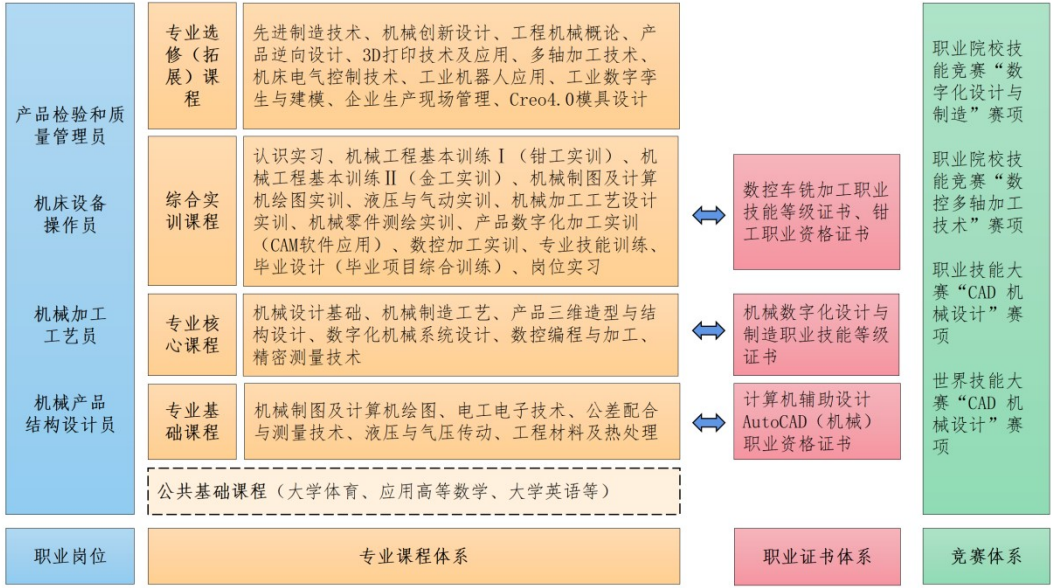 产品检验和质
量管理员
机床设备
操作员
机械加工
工艺员
机械产品
结构设计员
专业选
修（拓
展）课
程
先进制造技术、机械创新设计、工程机械概论、产
品逆向设计、3D打印技术及应用、多轴加工技术、
机床电气控制技术、工业机器人应用、工业数字孪
生与建模、企业生产现场管理、Creo4.0模具设计
综合实
训课程
认识实习、机械工程基本训练Ⅰ（钳工实训）、机
械工程基本训练Ⅱ（金工实训）、机械制图及计算
机绘图实训、液压与气动实训、机械加工工艺设计
实训、机械零件测绘实训、产品数字化加工实训
（CAM软件应用）、数控加工实训、专业技能训练、
毕业设计（毕业项目综合训练）、岗位实习
专业核
心课程
机械设计基础、机械制造工艺、产品三维造型与结
构设计、数字化机械系统设计、数控编程与加工、
精密测量技术
专业基
础课程
机械制图及计算机绘图、电工电子技术、公差配合
与测量技术、液压与气压传动、工程材料及热处理
公共基础课程（大学体育、应用高等数学、大学英语等）
数控车铣加工职业
技能等级证书、钳
工职业资格证书
机械数字化设计与
制造职业技能等级
证书
计算机辅助设计
AutoCAD（机械）
职业资格证书
职业院校技
能竞赛“数
字化设计与
制造”赛项
职业院校技
能竞赛“数
控多轴加工
技术”赛项
职业技能大
赛“CAD 机
械设计”赛
项
世界技能大
赛“CAD 机
械设计”赛
项
职业岗位
专业课程体系
职业证书体系
竞赛体系